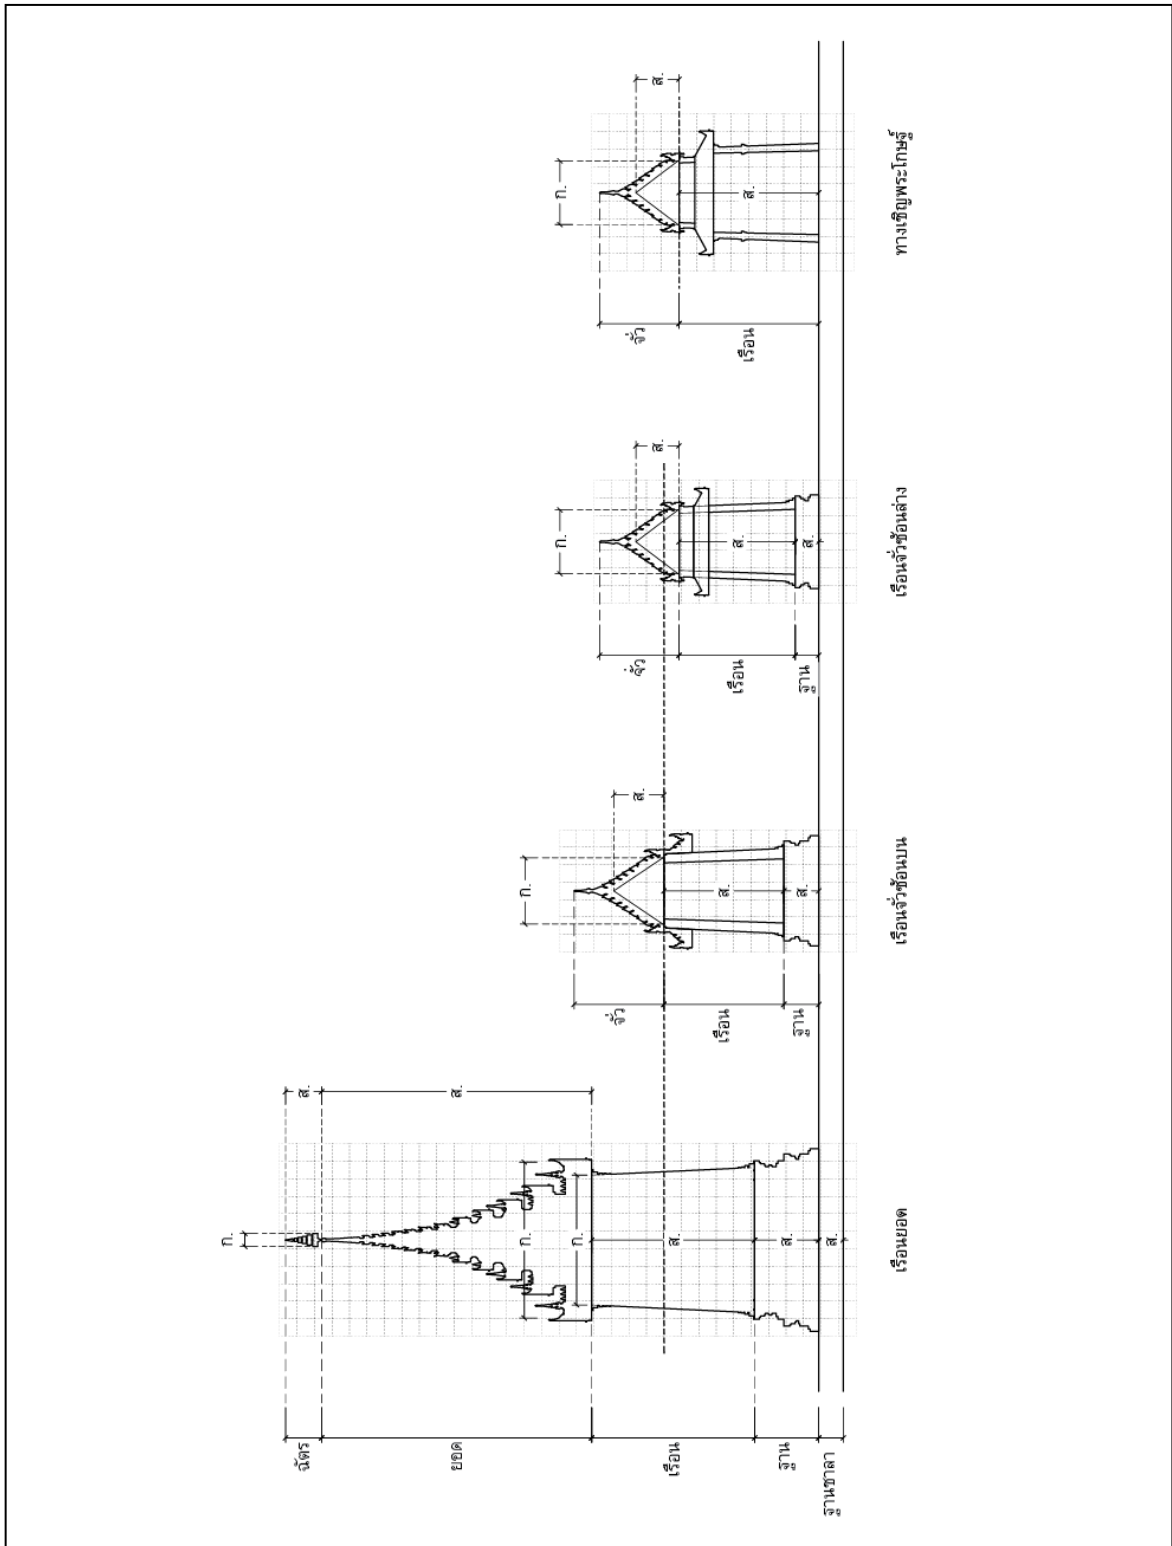 ฉัตร
ยอด
เรือน
ฐาน
ฐานชาลา
ก.
ก.
ก.
ส.
ส.
ส.
ส.
ส.
เรือนยอด
จั่ว
เรือน
ฐาน
ก.
ส.
ส.
ส.
เรือนจั่วซ้อนบน
จั่ว
เรือน
ฐาน
ก.
ส.
ส.
ส.
เรือนจั่วซ้อนล่าง
จั่ว
เรือน
ก.
ส.
ส.
ทางเชิญพระโกษฐ์